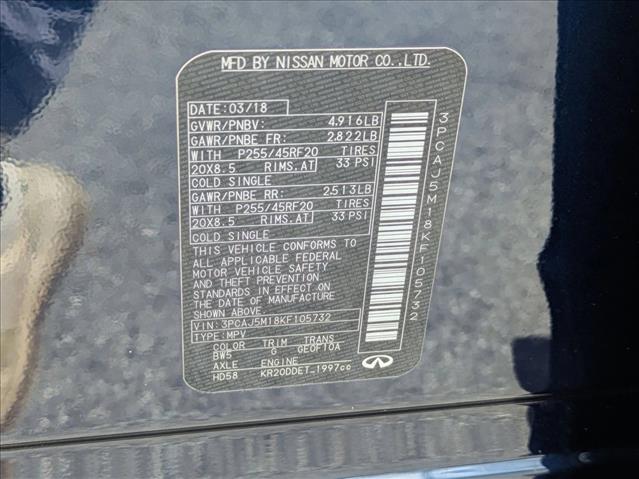 MFD BY NISSAN MOTOR CO.,LTD.
DATE: 03/18
GVWR/PNBV: 4,916LB
GAWR/PNBE FR: 2,822LB
WITH P255/45RF20 TIRES
20X8.5 RIMS.AT 33 PSI
COLD SINGLE
GAWR/PNBE RR: 2,513LB
WITH P255/45RF20 TIRES
20X8.5 RIMS.AT 33 PSI
COLD SINGLE
THIS VEHICLE CONFORMS TO
ALL APPLICABLE FEDERAL
MOTOR VEHICLE SAFETY
AND THEFT PREVENTION
STANDARDS IN EFFECT ON
THE DATE OF MANUFACTURE
SHOWN ABOVE.
VIN: 3PCAJ5M18KF105732
TYPE: MPV
COLOR TRIM TRANS
BW5 G GE0F10A
AXLE ENGINE
HD58 KR20DDET_1997cc
INFINITI
3PCAJ5M18KF105732